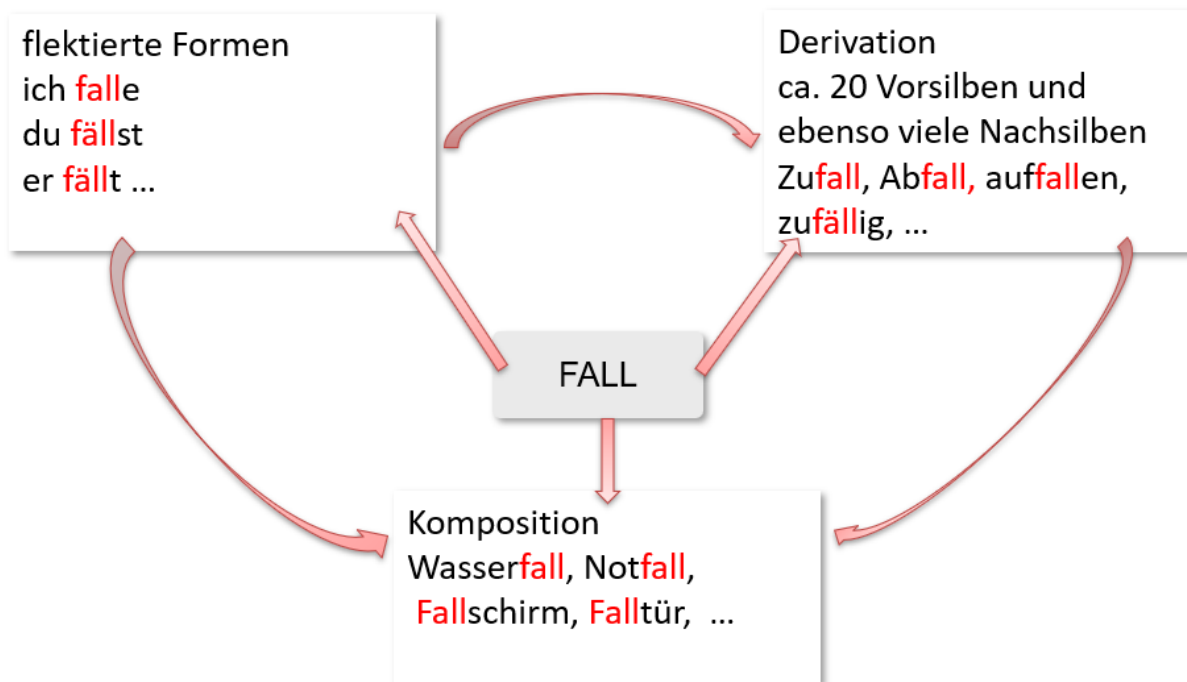 flektierte Formen
ich falle
du fällst
er fällt ...
Derivation
ca. 20 Vorsilben und
ebenso viele Nachsilben
Zufall, Abfall, auffallen,
zufällig, ...
FALL
Komposition
Wasserfall, Notfall,
Fallschirm, Falltür, ...